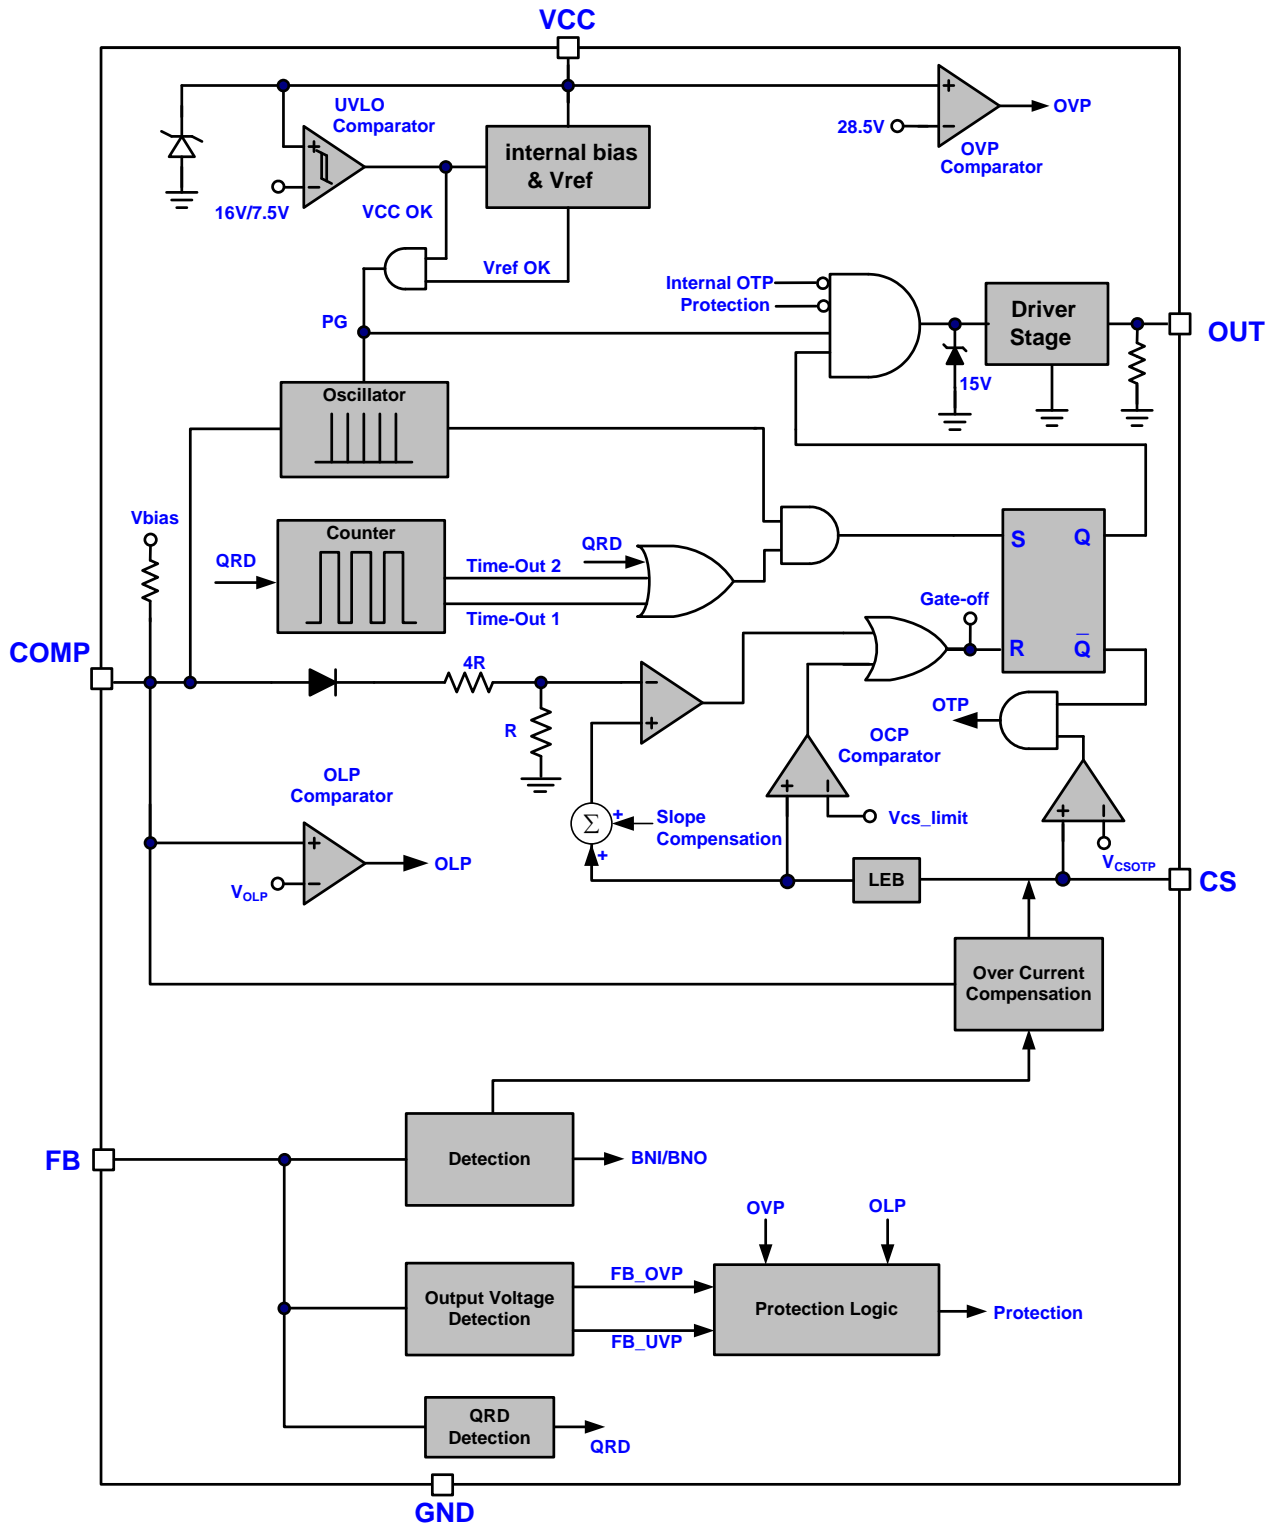 VCC
UVLO
Comparator
+
−
16V/7.5V
VCC OK
internal bias
& Vref
Vref OK
+
−
28.5V
OVP
OVP
Comparator
PG
Internal OTP
Protection
Driver
Stage
15V
OUT
Oscillator
Vbias
QRD
Counter
Time-Out 2
Time-Out 1
QRD
S
Q
R
Q̅
Gate-off
COMP
4R
R
−
+
OTP
OCP
Comparator
+
−
Vcs_limit
+
−
VCSOTP
OLP
Comparator
+
−
VOLP
OLP
Σ
+
+
Slope
Compensation
LEB
CS
Over Current
Compensation
FB
Detection
BNI/BNO
OVP
OLP
Output Voltage
Detection
FB_OVP
FB_UVP
Protection Logic
Protection
QRD
Detection
QRD
GND